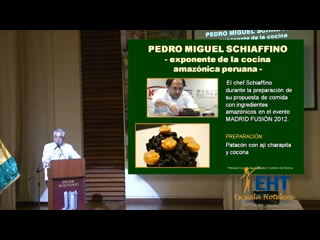 PEDRO MIGUEL SCHIAFFINO
- exponente de la cocina
amazónica peruana -
El chef Schiaffino
durante la preparación de
su propuesta de comida
con ingredientes
amazónicos en el evento
MADRID FUSIÓN 2012.
PREPARACIÓN:
Patacón con ají charapita
y cocona
EHT
Escuela Hotelera
GRAN
AUDITORIO